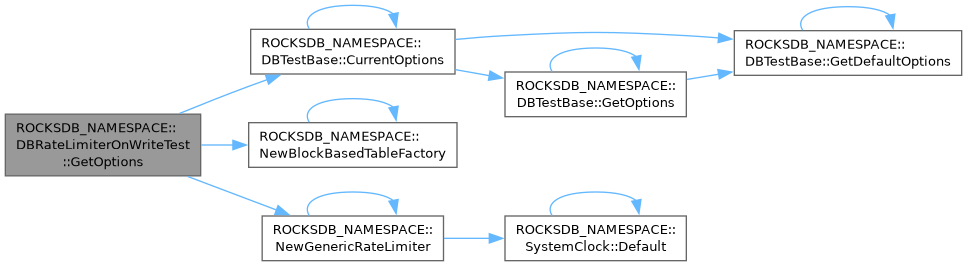 ROCKSDB_NAMESPACE::
DBRateLimiterOnWriteTest
::GetOptions
ROCKSDB_NAMESPACE::
DBTestBase::CurrentOptions
ROCKSDB_NAMESPACE::
NewBlockBasedTableFactory
ROCKSDB_NAMESPACE::
NewGenericRateLimiter
ROCKSDB_NAMESPACE::
DBTestBase::GetOptions
ROCKSDB_NAMESPACE::
SystemClock::Default
ROCKSDB_NAMESPACE::
DBTestBase::GetDefaultOptions